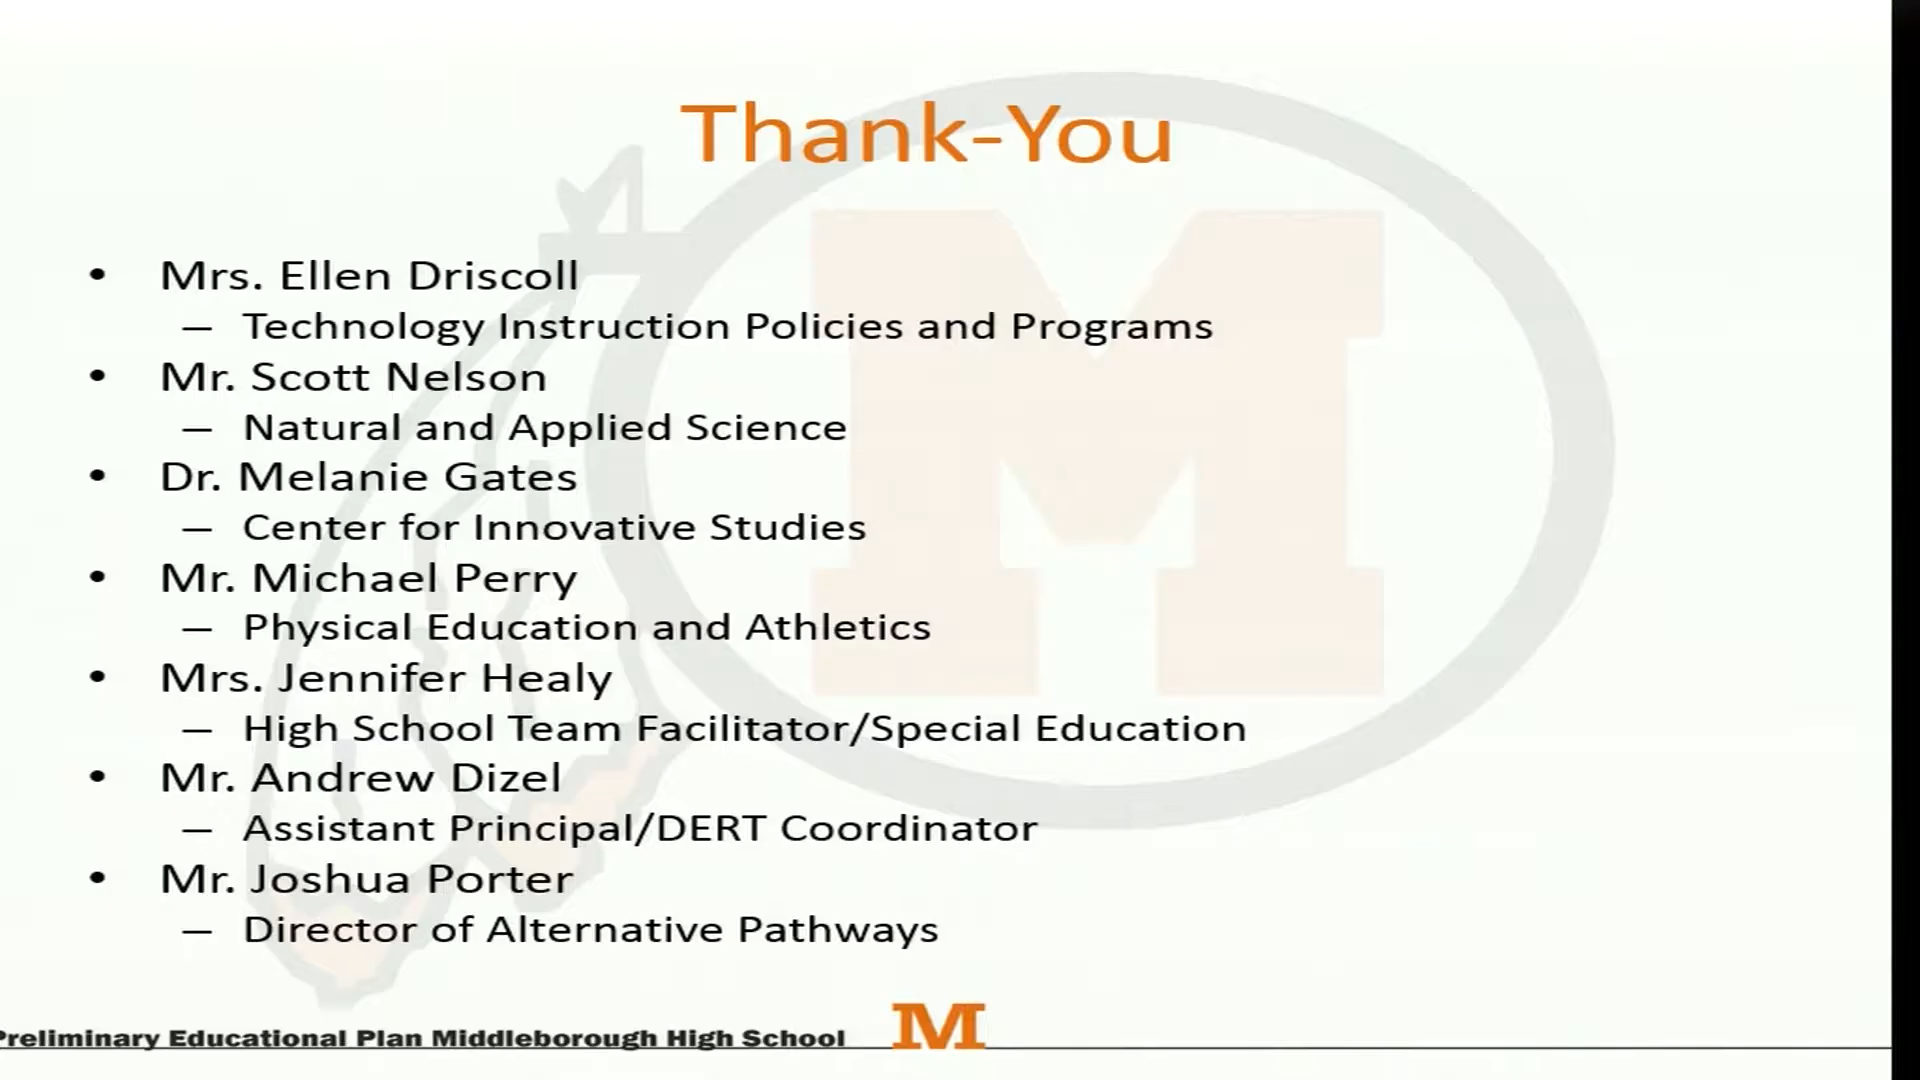 Thank-You
• Mrs. Ellen Driscoll
– Technology Instruction Policies and Programs
• Mr. Scott Nelson
– Natural and Applied Science
• Dr. Melanie Gates
– Center for Innovative Studies
• Mr. Michael Perry
– Physical Education and Athletics
• Mrs. Jennifer Healy
– High School Team Facilitator/Special Education
• Mr. Andrew Dizel
– Assistant Principal/DERT Coordinator
• Mr. Joshua Porter
– Director of Alternative Pathways
Preliminary Educational Plan Middleborough High School M